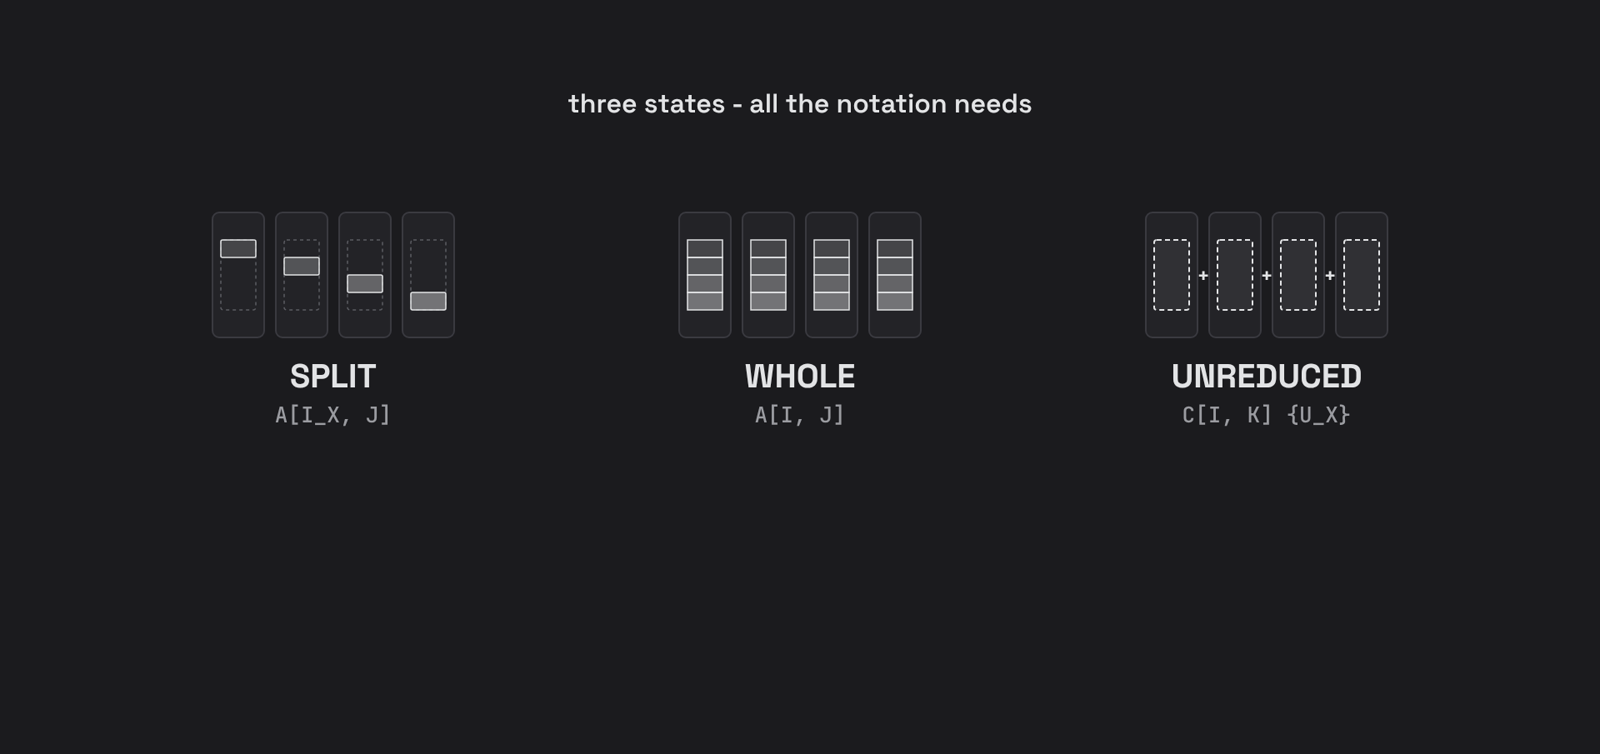 three states - all the notation needs
+ + +
SPLIT
WHOLE
UNREDUCED
A[I_X, J]
A[I, J]
C[I, K] {U_X}